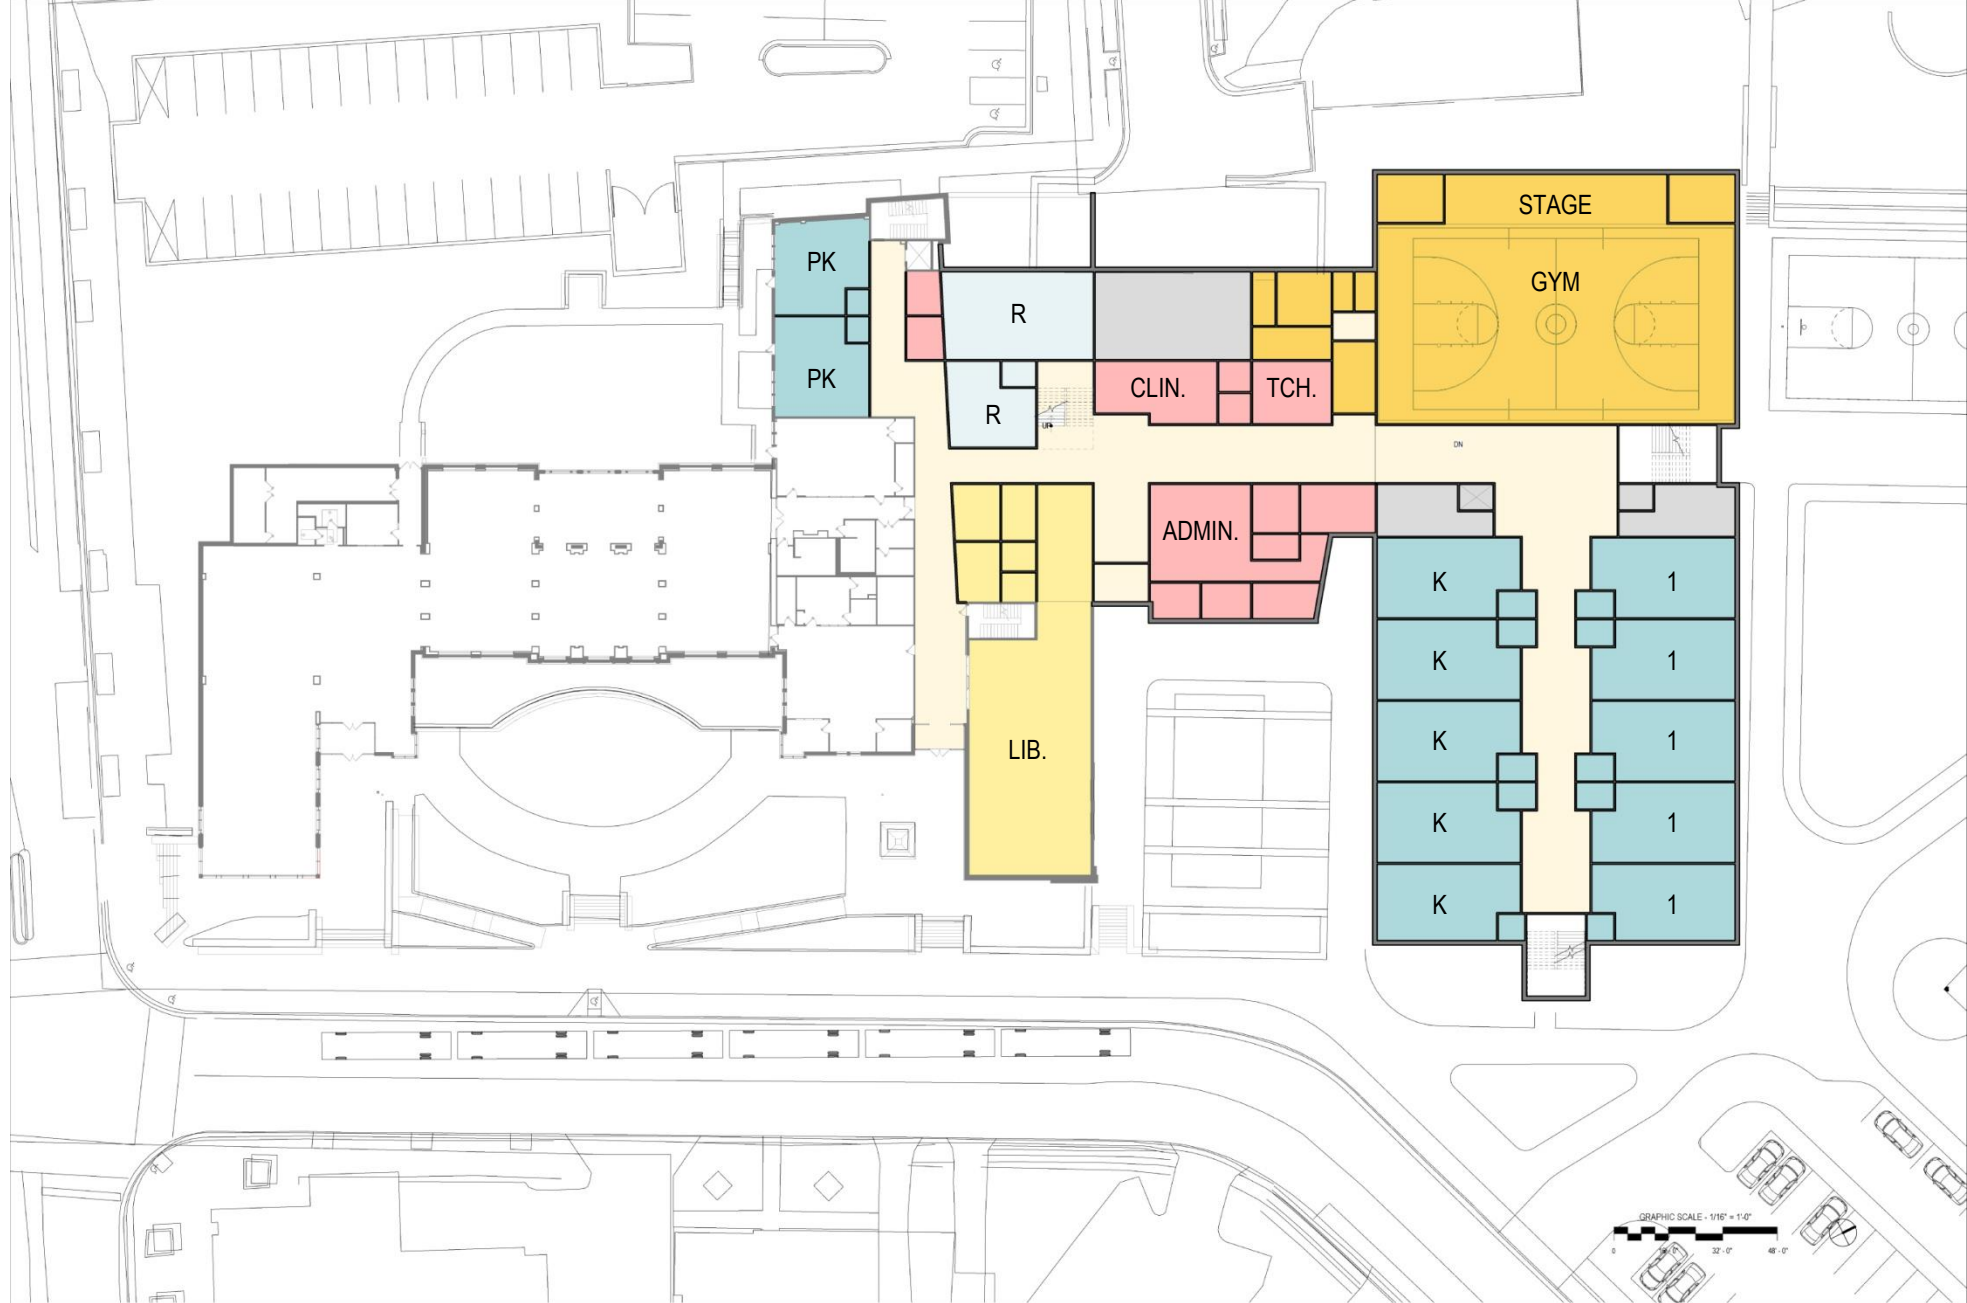 STAGE
PK
GYM
R
PK
CLIN.
TCH.
R
UP
DN
ADMIN.
K
1
K
1
K
1
LIB.
K
1
K
1
GRAPHIC SCALE - 1/16" = 1'-0"
0
32' - 0"
48' - 0"